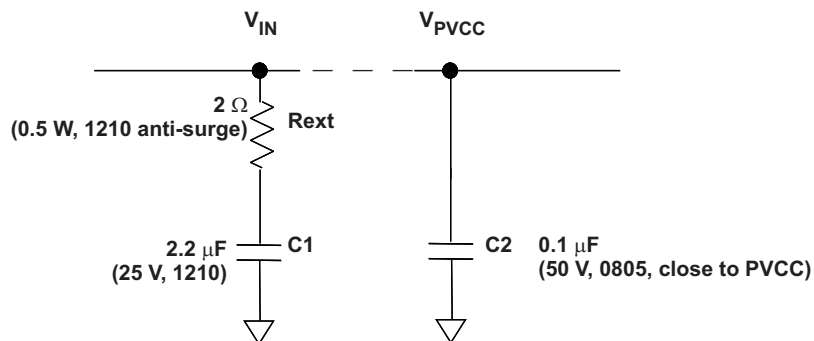 V_IN
V_PVCC
2 Ω
(0.5 W, 1210 anti-surge)
Rext
2.2 μF
(25 V, 1210)
C1
C2
0.1 μF
(50 V, 0805, close to PVCC)